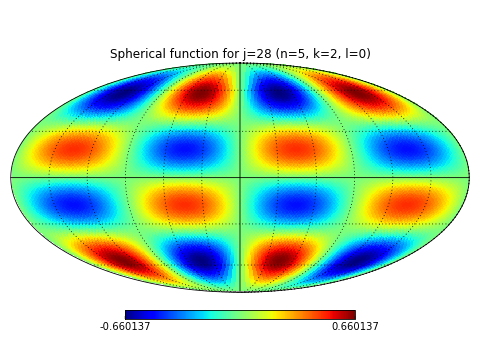 Spherical function for j=28 (n=5, k=2, l=0)
-0.660137 0.660137